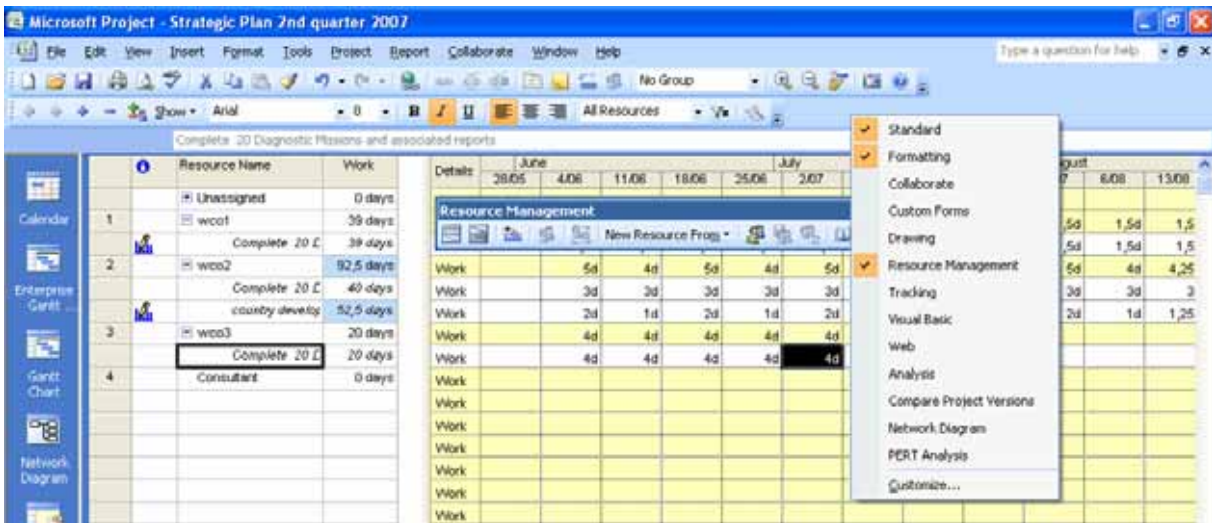 Microsoft Project - Strategic Plan 2nd quarter 2007
File Edit View Insert Format Tools Project Report Collaborate Window Help Type a question for help
No Group
Show Arial 8 B I U All Resources
Complete 20 Diagnostic Missions and associated reports
Resource Name Work Details June July
28/05 4/06 11/06 18/06 25/06 2/07 6/08 13/08
Unassigned 0 days
Resource Management
New Resource From
1 wco1 39 days 1,5d 1,5
Complete 20 39 days 1,5d 1,5
2 wco2 92,5 days Work 5d 4d 5d 4d 5d 5d 4d 4,25
Complete 20 40 days Work 3d 3d 3d 3d 3d 3d 3d 3
country develop 52,5 days Work 2d 1d 2d 1d 2d 2d 1d 1,25
3 wco3 20 days Work 4d 4d 4d 4d 4d
Complete 20 20 days Work 4d 4d 4d 4d 4d
4 Consultant 0 days Work
Work
Work
Work
Work
Work
Work
Calendar
Enterprise Gantt ...
Gantt Chart
Network Diagram
Standard
Formatting
Collaborate
Custom Forms
Drawing
Resource Management
Tracking
Visual Basic
Web
Analysis
Compare Project Versions
Network Diagram
PERT Analysis
Customize...